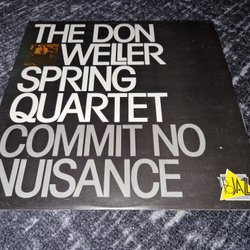 THE DON
WELLER
SPRING
QUARTET
COMMIT NO
NUISANCE